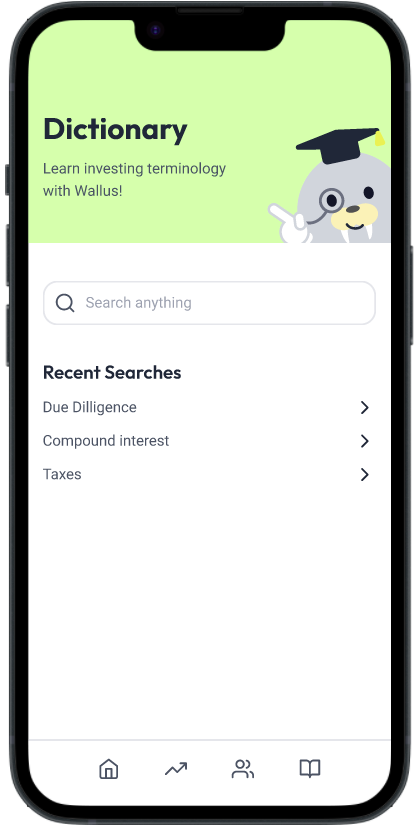 Dictionary
Learn investing terminology
with Wallus!
Search anything
Recent Searches
Due Dilligence
Compound interest
Taxes